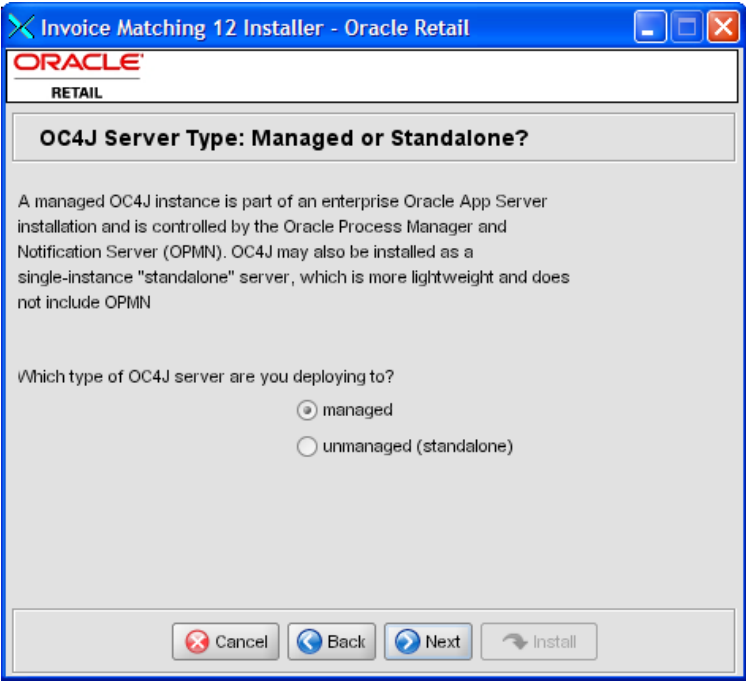 Invoice Matching 12 Installer - Oracle Retail
ORACLE'
RETAIL
OC4J Server Type: Managed or Standalone?
A managed OC4J instance is part of an enterprise Oracle App Server
installation and is controlled by the Oracle Process Manager and
Notification Server (OPMN). OC4J may also be installed as a
single-instance "standalone" server, which is more lightweight and does
not include OPMN
Which type of OC4J server are you deploying to?
managed
unmanaged (standalone)
Cancel Back Next Install